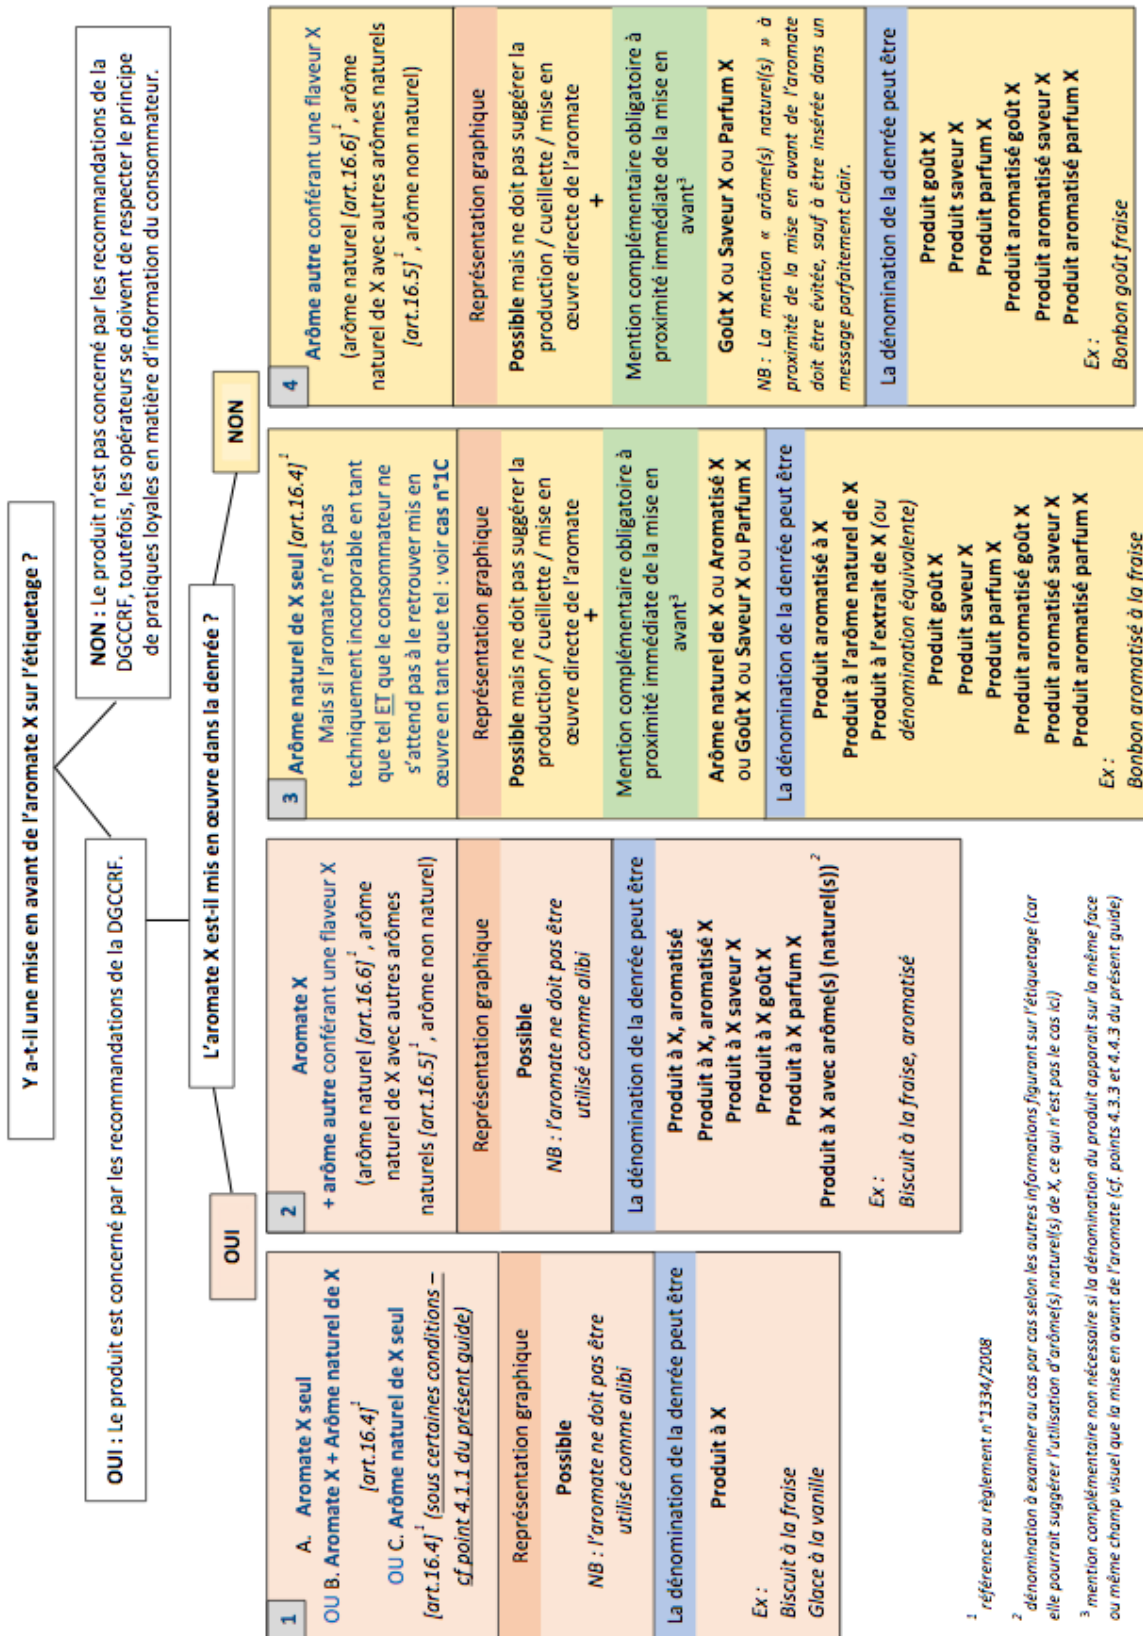 Y a-t-il une mise en avant de l'aromate X sur l'étiquetage ?
OUI : Le produit est concerné par les recommandations de la DGCCRF.
NON : Le produit n'est pas concerné par les recommandations de la
DGCCRF, toutefois, les opérateurs se doivent de respecter le principe
de pratiques loyales en matière d'information du consommateur.
L'aromate X est-il mis en œuvre dans la denrée ?
OUI
NON
1
A. Aromate X seul
OU B. Aromate X + Arôme naturel de X
[art.16.4]1
OU C. Arôme naturel de X seul
[art.16.4]1 (sous certaines conditions –
cf point 4.1.1 du présent guide)
Représentation graphique
Possible
NB : l'aromate ne doit pas être
utilisé comme alibi
La dénomination de la denrée peut être
Produit à X
Ex :
Biscuit à la fraise
Glace à la vanille
2
Aromate X
+ arôme autre conférant une flaveur X
(arôme naturel [art.16.6]1, arôme
naturel de X avec autres arômes
naturels [art.16.5]1, arôme non naturel)
Représentation graphique
Possible
NB : l'aromate ne doit pas être
utilisé comme alibi
La dénomination de la denrée peut être
Produit à X, aromatisé
Produit à X, aromatisé X
Produit à X saveur X
Produit à X goût X
Produit à X parfum X
Produit à X avec arôme(s) (naturel(s))2
Ex :
Biscuit à la fraise, aromatisé
3
Arôme naturel de X seul [art.16.4]1
Mais si l'aromate n'est pas
techniquement incorporable en tant
que tel ET que le consommateur ne
s'attend pas à le retrouver mis en
œuvre en tant que tel : voir cas n°1C
Représentation graphique
Possible mais ne doit pas suggérer la
production / cueillette / mise en
œuvre directe de l'aromate
+
Mention complémentaire obligatoire à
proximité immédiate de la mise en
avant3
Arôme naturel de X ou Aromatisé X
ou Goût X ou Saveur X ou Parfum X
La dénomination de la denrée peut être
Produit aromatisé à X
Produit à l'arôme naturel de X
Produit à l'extrait de X (ou
dénomination équivalente)
Produit goût X
Produit saveur X
Produit parfum X
Produit aromatisé goût X
Produit aromatisé saveur X
Produit aromatisé parfum X
Ex :
Bonbon aromatisé à la fraise
4
Arôme autre conférant une flaveur X
(arôme naturel [art.16.6]1, arôme
naturel de X avec autres arômes naturels
[art.16.5]1, arôme non naturel)
Représentation graphique
Possible mais ne doit pas suggérer la
production / cueillette / mise en
œuvre directe de l'aromate
+
Mention complémentaire obligatoire à
proximité immédiate de la mise en
avant3
Goût X ou Saveur X ou Parfum X
NB : La mention « arôme(s) naturel(s) » à
proximité de la mise en avant de l'aromate
doit être évitée, sauf à être insérée dans un
message parfaitement clair.
La dénomination de la denrée peut être
Produit goût X
Produit saveur X
Produit parfum X
Produit aromatisé goût X
Produit aromatisé saveur X
Produit aromatisé parfum X
Ex :
Bonbon goût fraise
1 référence au règlement n°1334/2008
2 dénomination à examiner au cas par cas selon les autres informations figurant sur l'étiquetage (car
elle pourrait suggérer l'utilisation d'arôme(s) naturel(s) de X, ce qui n'est pas le cas ici)
3 mention complémentaire non nécessaire si la dénomination du produit apparait sur la même face
ou même champ visuel que la mise en avant de l'aromate (cf. points 4.3.3 et 4.4.3 du présent guide)